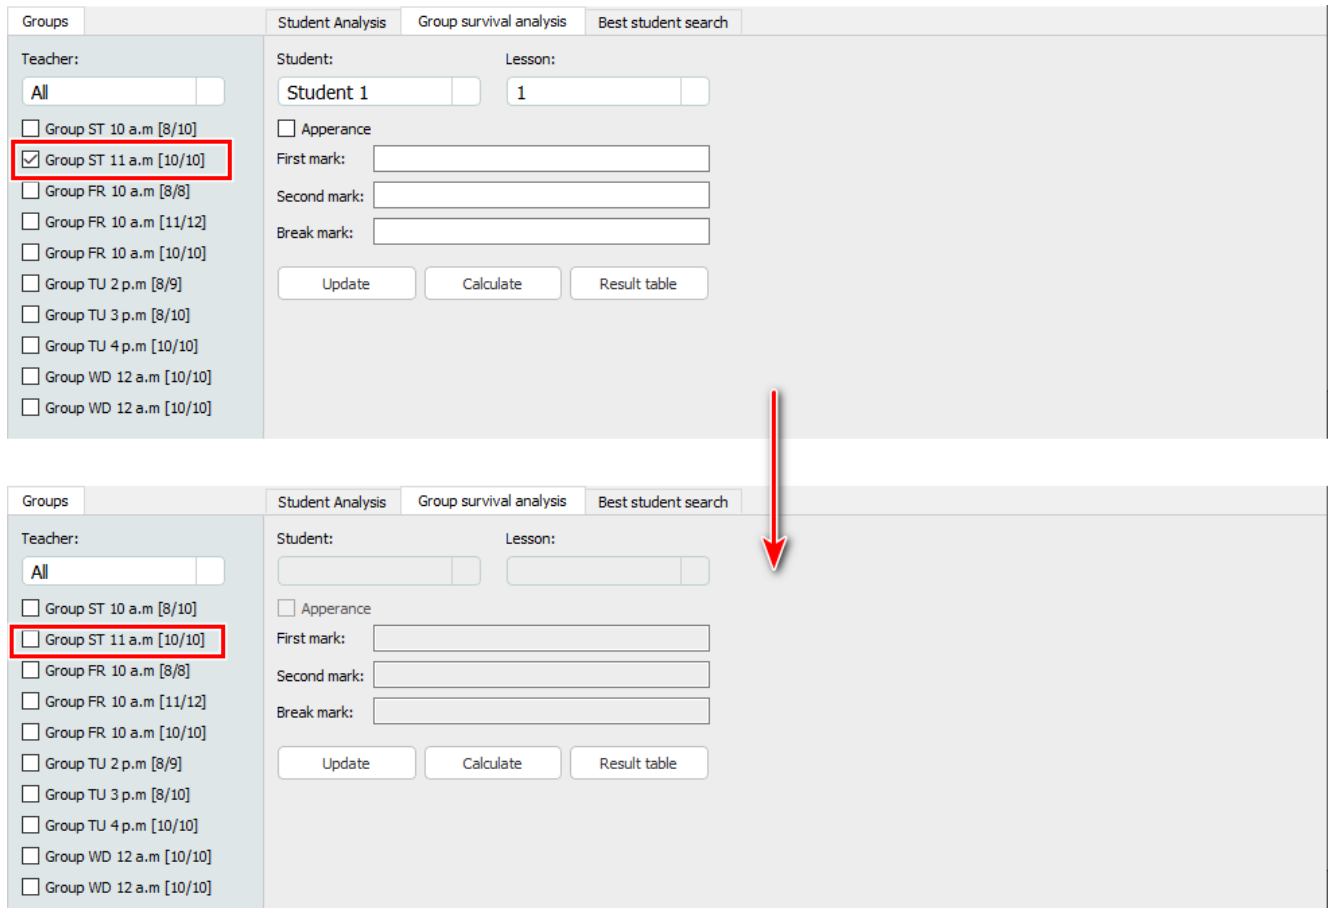 Groups
Student Analysis Group survival analysis Best student search
Teacher:
All
Group ST 10 a.m [8/10]
Group ST 11 a.m [10/10]
Group FR 10 a.m [8/8]
Group FR 10 a.m [11/12]
Group FR 10 a.m [10/10]
Group TU 2 p.m [8/9]
Group TU 3 p.m [8/10]
Group TU 4 p.m [10/10]
Group WD 12 a.m [10/10]
Group WD 12 a.m [10/10]
Student: Lesson:
Student 1 1
Apperance
First mark:
Second mark:
Break mark:
Update Calculate Result table
Groups
Student Analysis Group survival analysis Best student search
Teacher:
All
Group ST 10 a.m [8/10]
Group ST 11 a.m [10/10]
Group FR 10 a.m [8/8]
Group FR 10 a.m [11/12]
Group FR 10 a.m [10/10]
Group TU 2 p.m [8/9]
Group TU 3 p.m [8/10]
Group TU 4 p.m [10/10]
Group WD 12 a.m [10/10]
Group WD 12 a.m [10/10]
Student: Lesson:
Apperance
First mark:
Second mark:
Break mark:
Update Calculate Result table